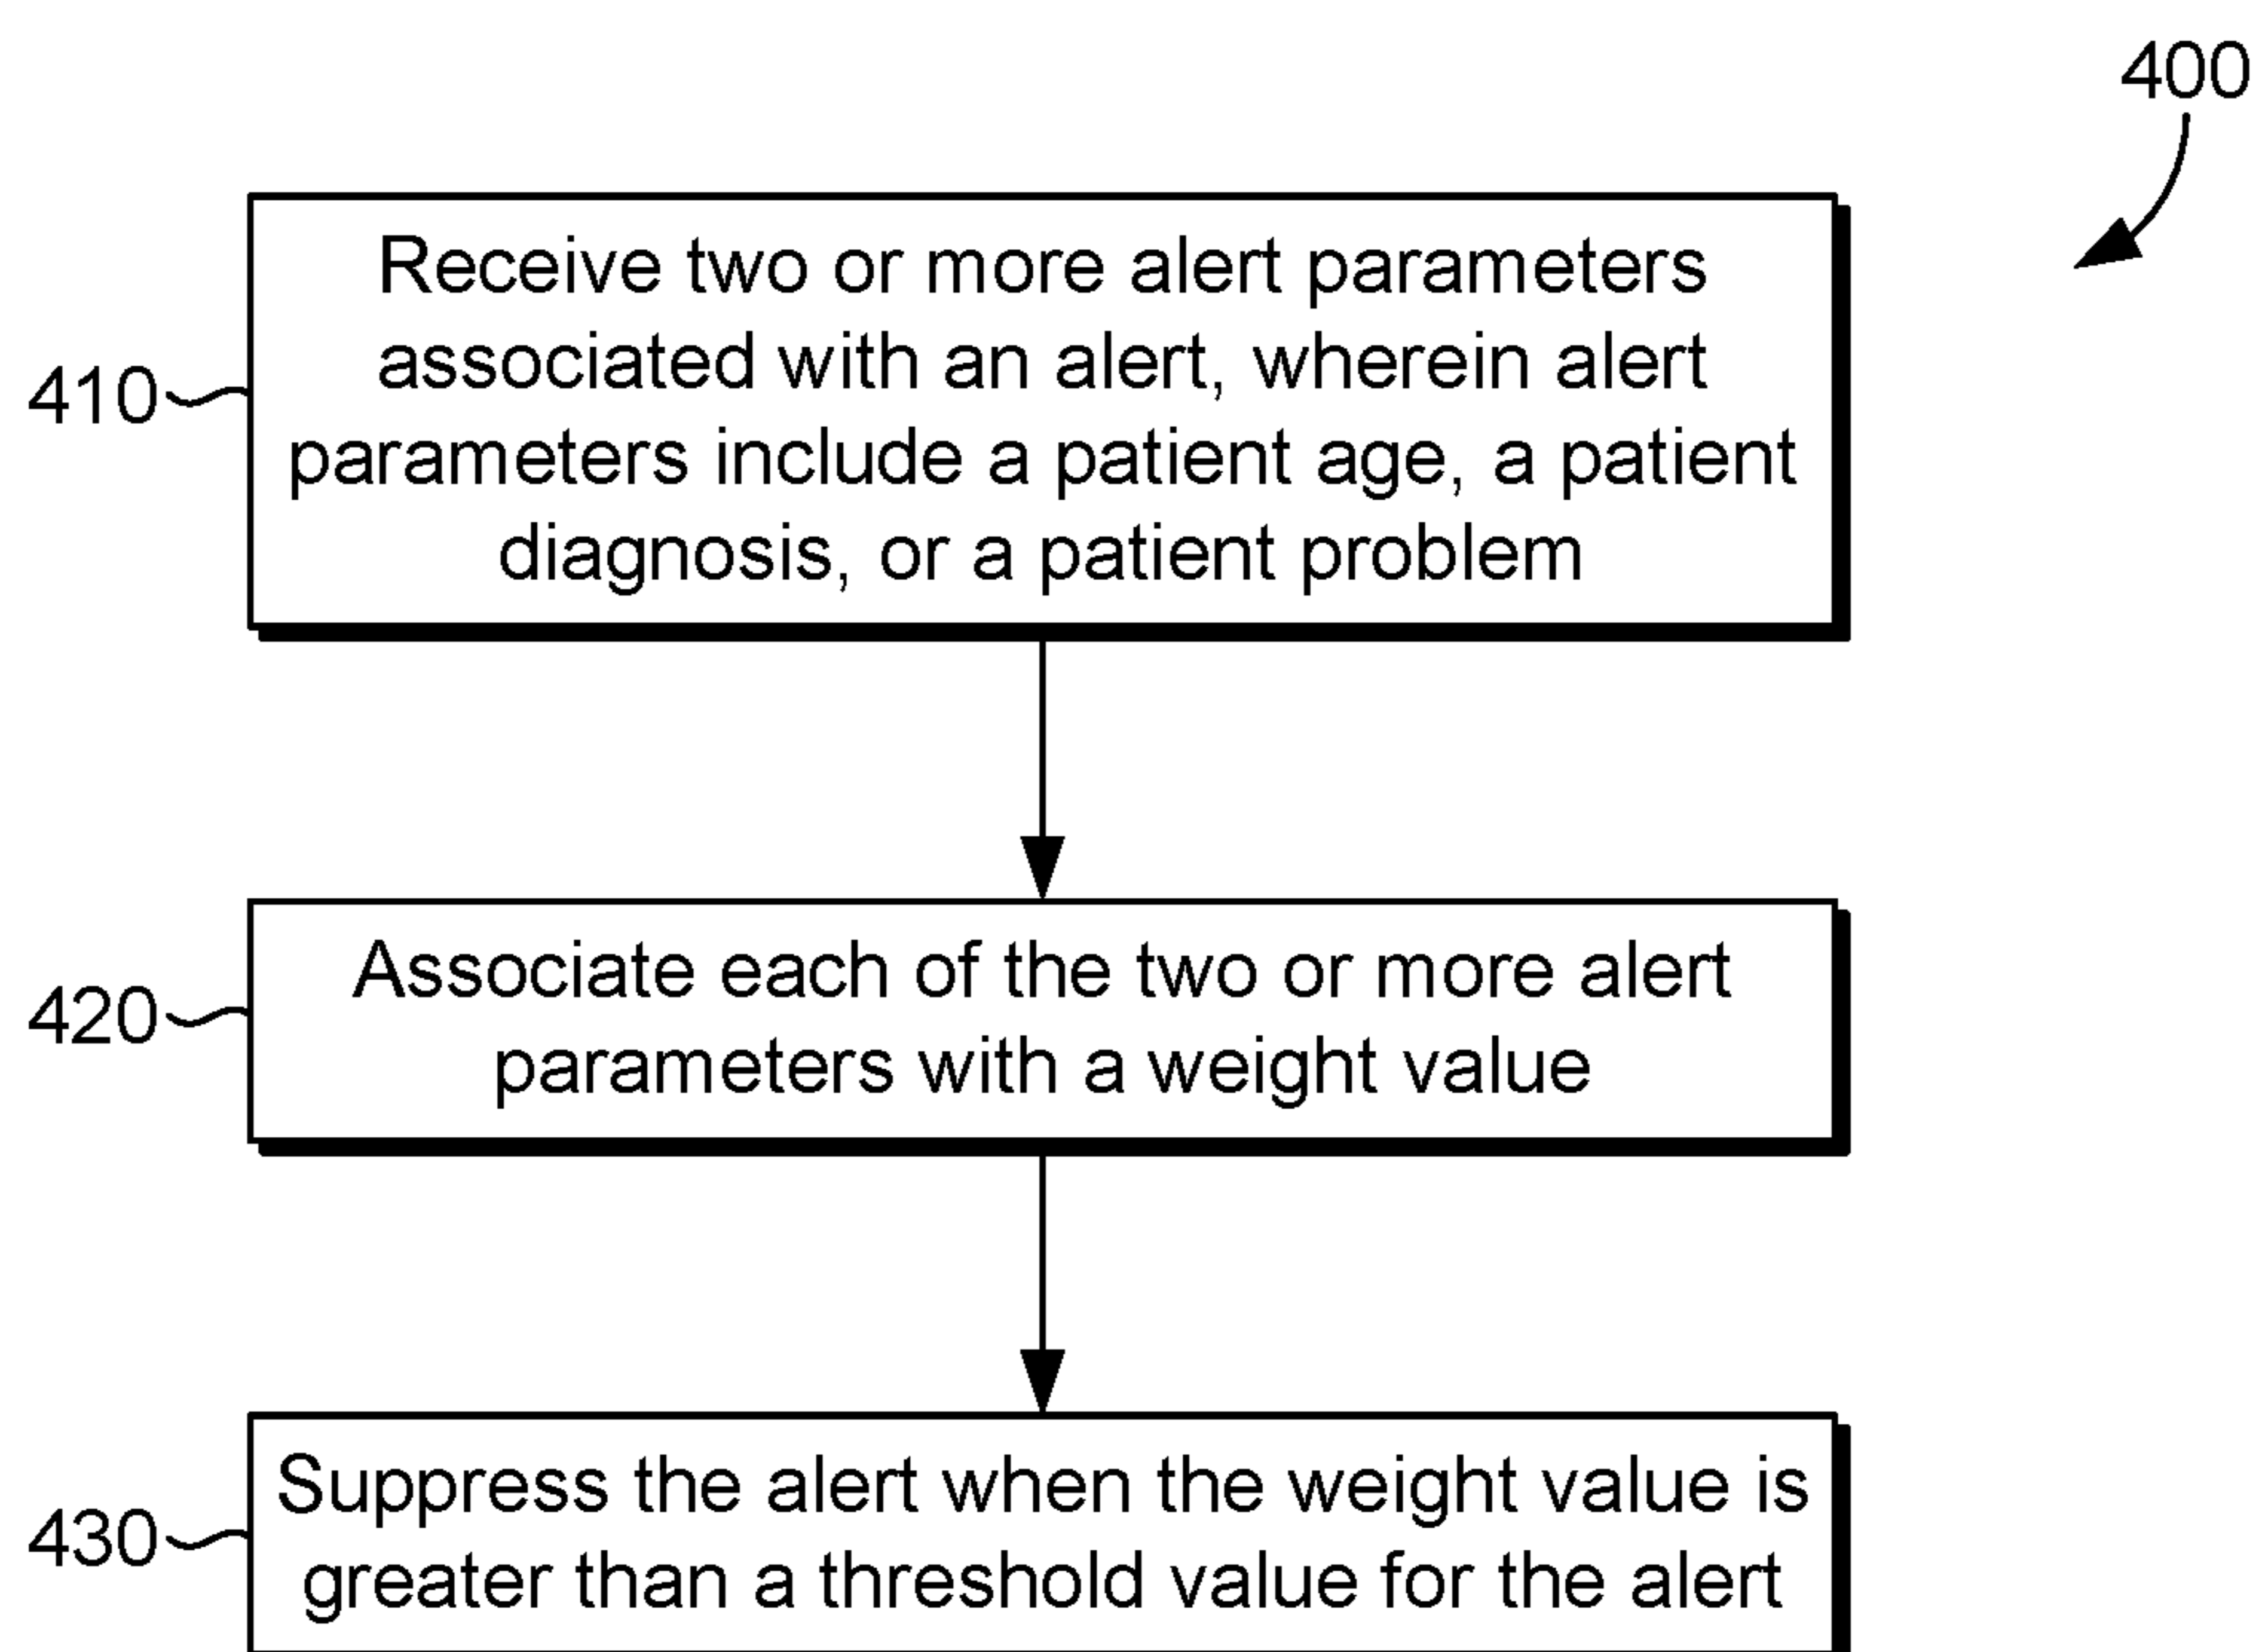 400
410
Receive two or more alert parameters
associated with an alert, wherein alert
parameters include a patient age, a patient
diagnosis, or a patient problem
420
Associate each of the two or more alert
parameters with a weight value
430
Suppress the alert when the weight value is
greater than a threshold value for the alert